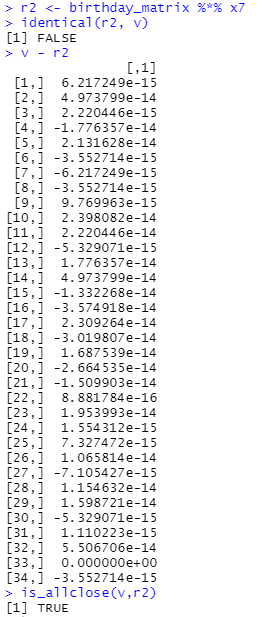 > r2 <- birthday_matrix %*% x7
> identical(r2, v)
[1] FALSE
> v - r2
[,1]
[1,] 6.217249e-15
[2,] 4.973799e-14
[3,] 2.220446e-15
[4,] -1.776357e-14
[5,] 2.131628e-14
[6,] -3.552714e-15
[7,] -6.217249e-15
[8,] -3.552714e-15
[9,] 9.769963e-15
[10,] 2.398082e-14
[11,] 2.220446e-14
[12,] -5.329071e-15
[13,] 1.776357e-14
[14,] 4.973799e-14
[15,] -1.332268e-14
[16,] -3.574918e-14
[17,] 2.309264e-14
[18,] -3.019807e-14
[19,] 1.687539e-14
[20,] -2.664535e-14
[21,] -1.509903e-14
[22,] 8.881784e-16
[23,] 1.953993e-14
[24,] 1.554312e-15
[25,] 7.327472e-15
[26,] 1.065814e-14
[27,] -7.105427e-15
[28,] 1.154632e-14
[29,] 1.598721e-14
[30,] -5.329071e-15
[31,] 1.110223e-15
[32,] 5.506706e-14
[33,] 0.000000e+00
[34,] -3.552714e-15
> is_allclose(v,r2)
[1] TRUE